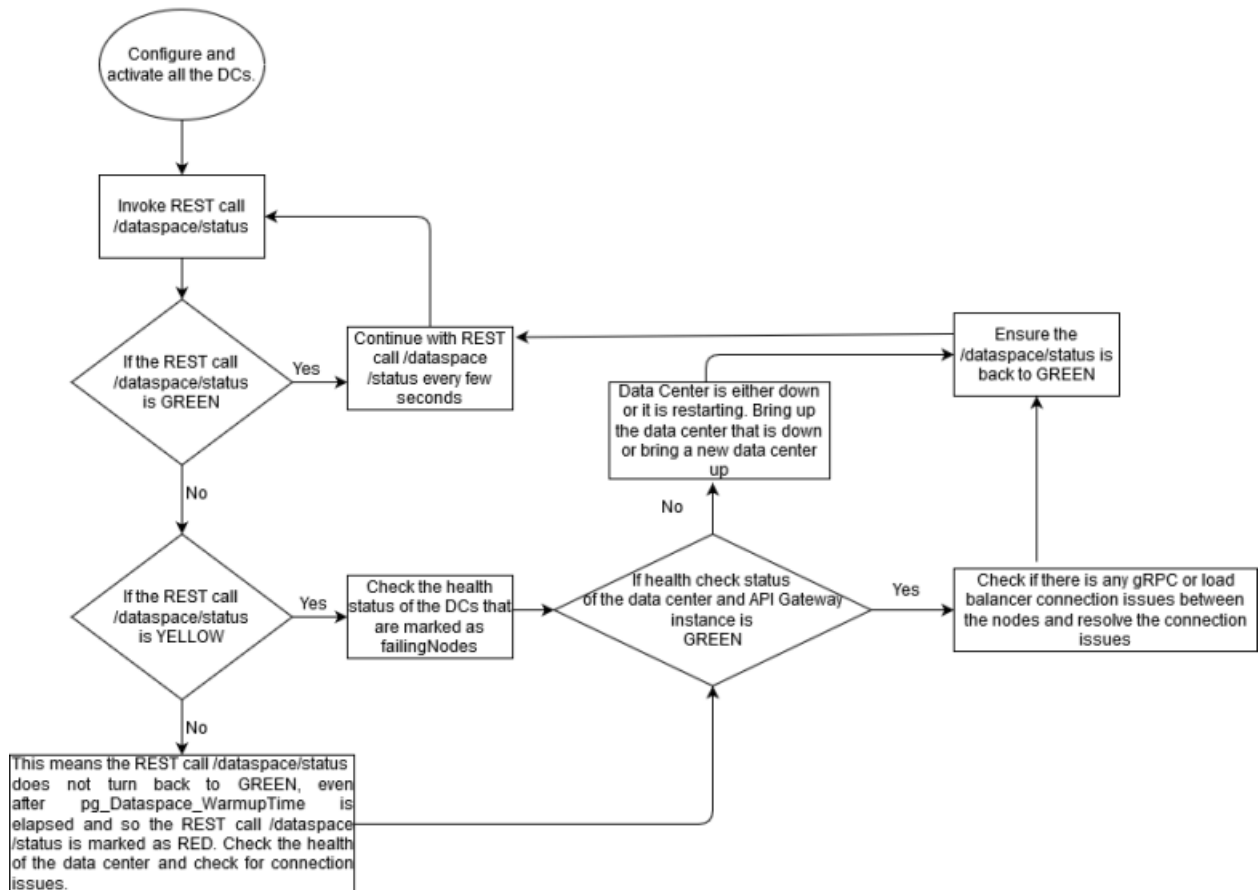 Configure and
activate all the DCs.
Invoke REST call
/dataspace/status
If the REST call
/dataspace/status
is GREEN
Yes
Continue with REST
call /dataspace
/status every few
seconds
No
If the REST call
/dataspace/status
is YELLOW
Yes
Check the health
status of the DCs that
are marked as
failingNodes
No
This means the REST call /dataspace/status
does not turn back to GREEN, even
after pg_Dataspace_WarmupTime is
elapsed and so the REST call /dataspace
/status is marked as RED. Check the health
of the data center and check for connection
issues.
If health check status
of the data center and API Gateway
instance is
GREEN
No
Data Center is either down
or it is restarting. Bring up
the data center that is down
or bring a new data center
up
Yes
Check if there is any gRPC or load
balancer connection issues between
the nodes and resolve the connection
issues
Ensure the
/dataspace/status is
back to GREEN